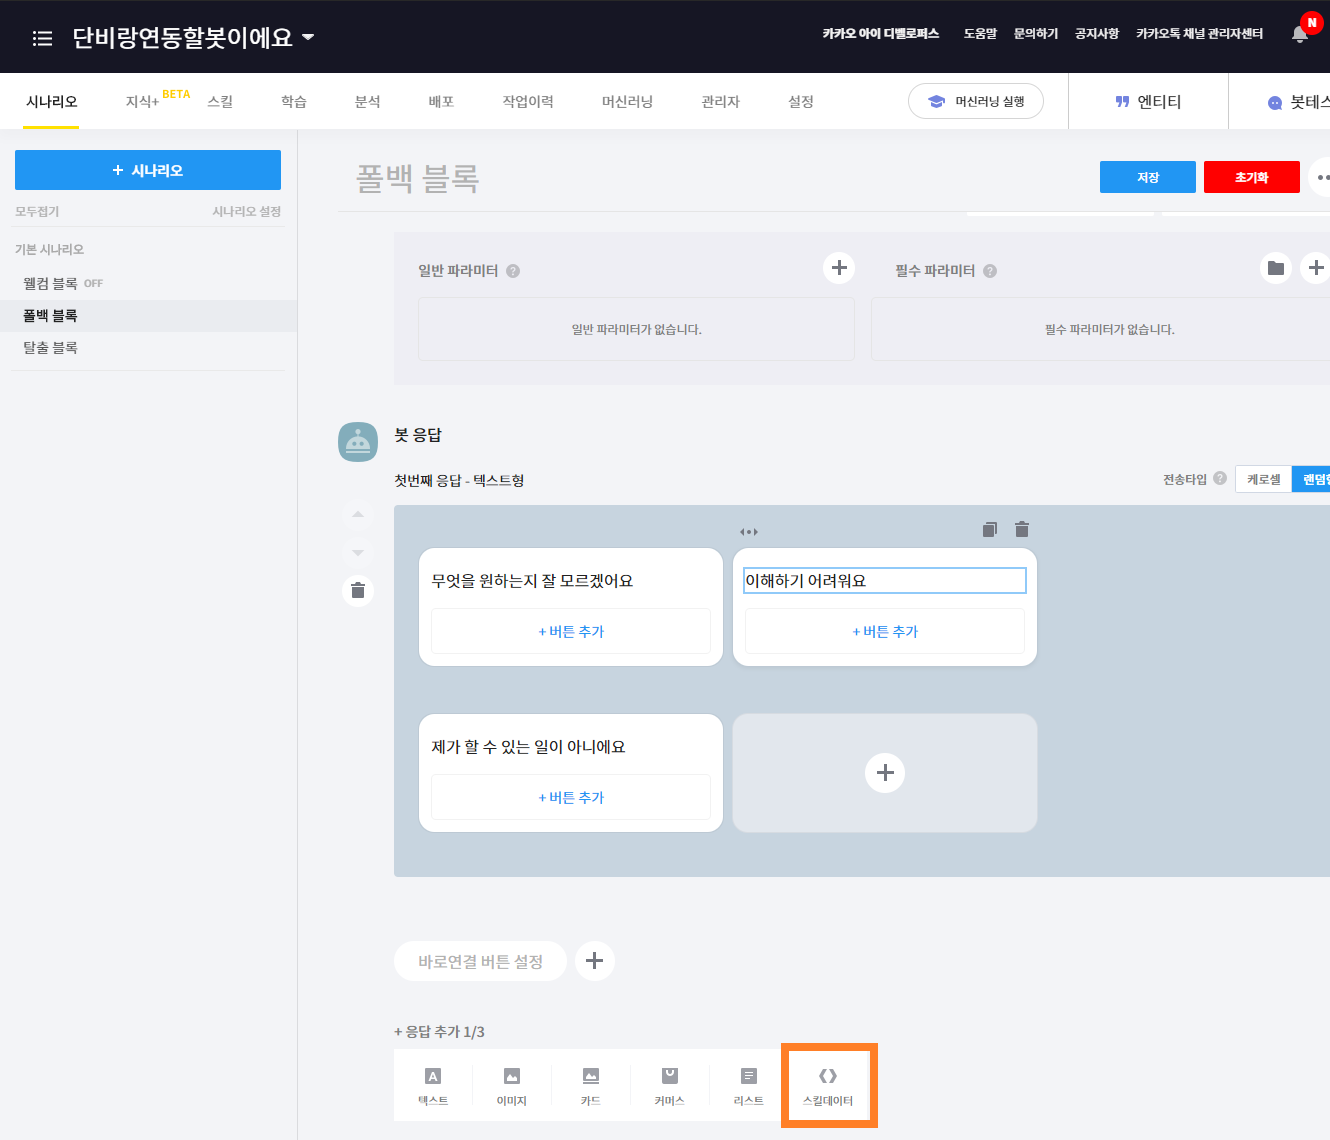 단비랑연동할봇이에요
카카오 아이 디벨로퍼스 도움말 문의하기 공지사항 카카오톡 채널 관리자센터 N
시나리오 지식+ BETA 스킬 학습 분석 배포 작업이력 머신러닝 관리자 설정 머신러닝 실행 엔티티 봇테스
+ 시나리오
모두접기 시나리오 설정
기본 시나리오
웰컴 블록 OFF
폴백 블록
탈출 블록
폴백 블록
저장 초기화
일반 파라미터 ? 필수 파라미터 ?
일반 파라미터가 없습니다. 필수 파라미터가 없습니다.
봇 응답
첫번째 응답 - 텍스트형 전송타입 ? 케로셀 랜덤
무엇을 원하는지 잘 모르겠어요 이해하기 어려워요
+ 버튼 추가 + 버튼 추가
제가 할 수 있는 일이 아니에요
+ 버튼 추가
바로연결 버튼 설정
+ 응답 추가 1/3
A
텍스트 이미지 카드 커머스 리스트 스킬데이터